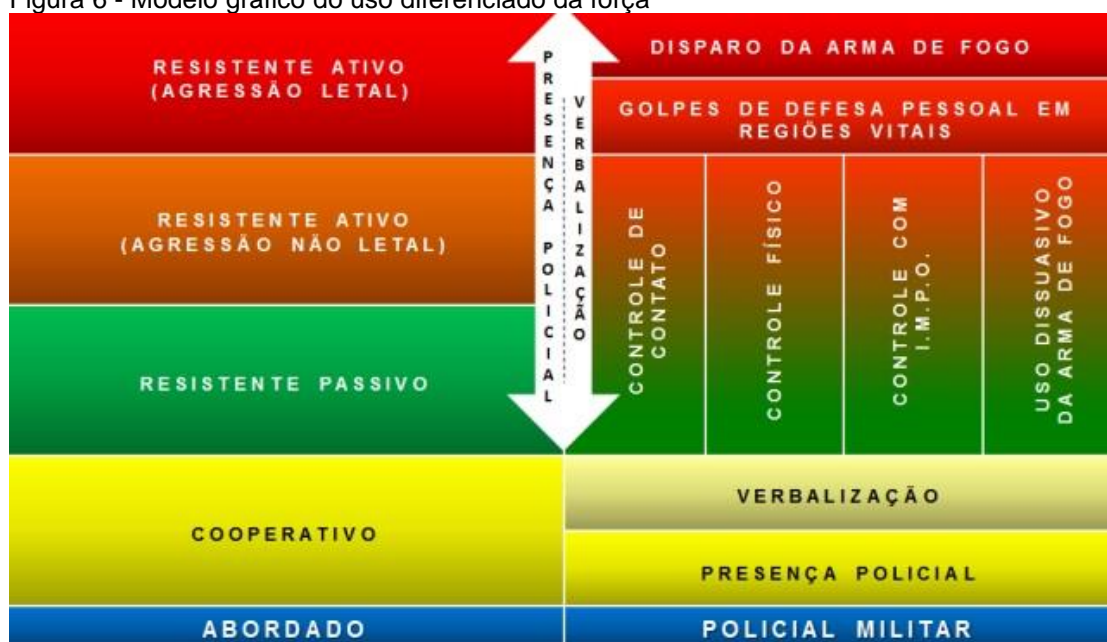 Figura 6 - Modelo gráfico do uso diferenciado da força
RESISTENTE ATIVO
(AGRESSÃO LETAL)
RESISTENTE ATIVO
(AGRESSÃO NÃO LETAL)
RESISTENTE PASSIVO
COOPERATIVO
ABORDADO
PRESENÇA POLICIAL
VERBALIZAÇÃO
DISPARO DA ARMA DE FOGO
GOLPES DE DEFESA PESSOAL EM
REGIÕES VITAIS
CONTROLE DE
CONTATO
CONTROLE FÍSICO
CONTROLE COM
I.M.P.O.
USO DISSUASIVO
DA ARMA DE FOGO
VERBALIZAÇÃO
PRESENÇA POLICIAL
POLICIAL MILITAR